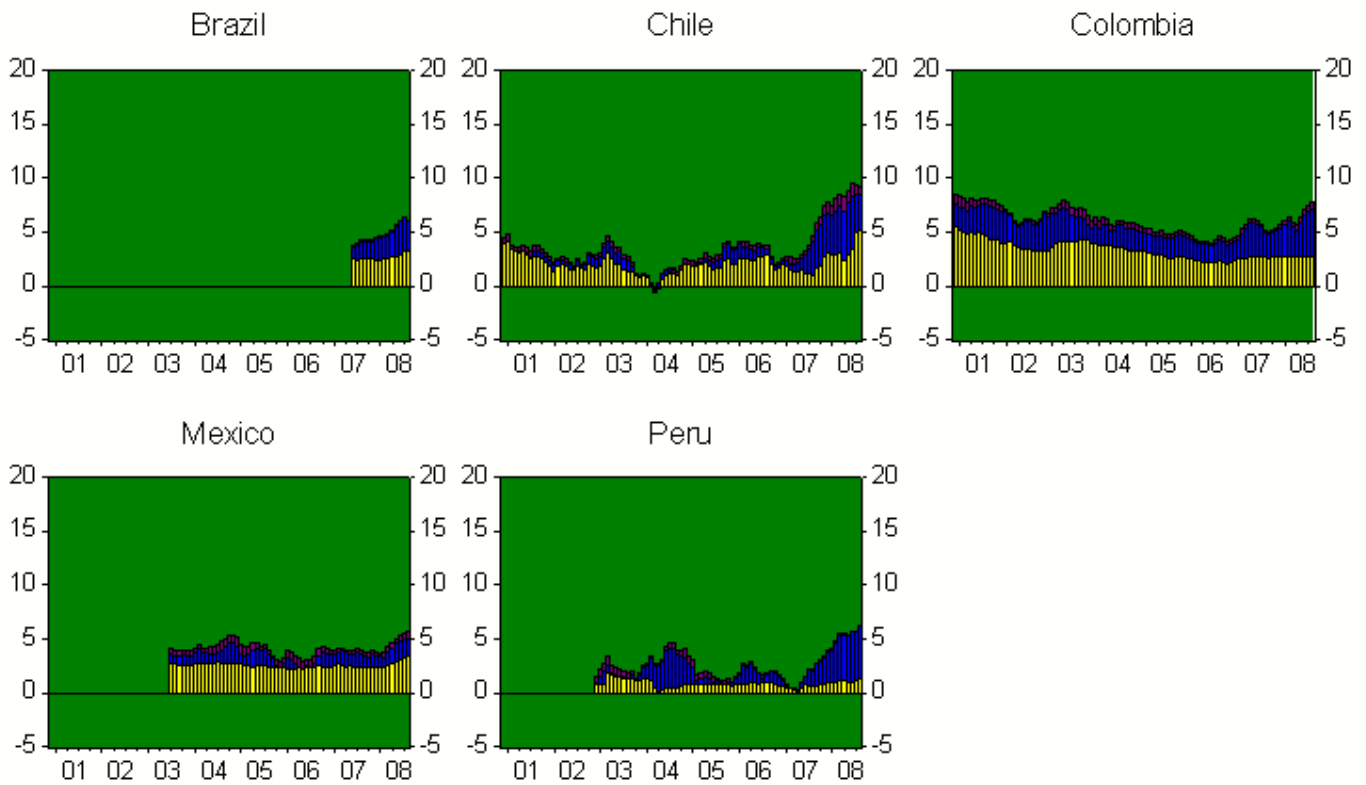 Brazil Chile Colombia
20 20 20 20 20 20
15 15 15 15 15 15
10 10 10 10 10 10
5 5 5 5 5 5
0 0 0 0 0 0
-5 -5 -5 -5 -5 -5
01 02 03 04 05 06 07 08 01 02 03 04 05 06 07 08 01 02 03 04 05 06 07 08
Mexico Peru
20 20 20 20
15 15 15 15
10 10 10 10
5 5 5 5
0 0 0 0
-5 -5 -5 -5
01 02 03 04 05 06 07 08 01 02 03 04 05 06 07 08